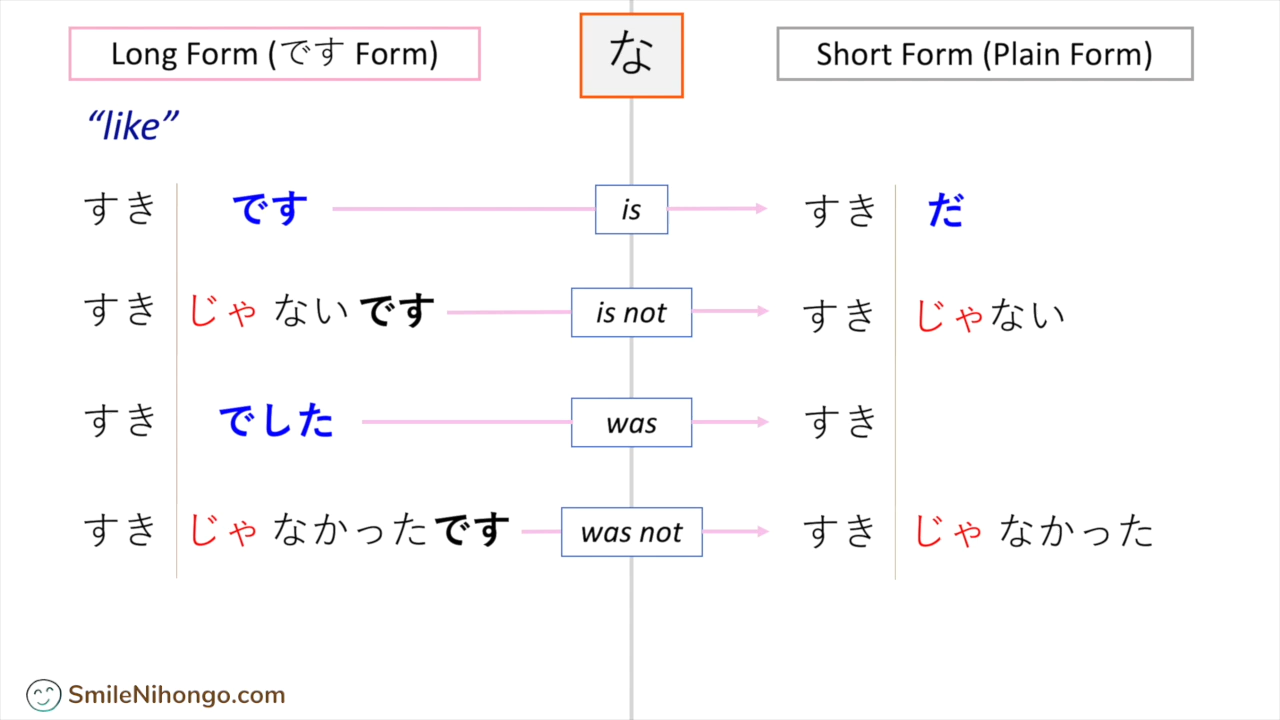 Long Form (です Form) な Short Form (Plain Form)
“like”
すき です is すき だ
すき じゃ ない です is not すき じゃない
すき でした was すき
すき じゃ なかった です was not すき じゃ なかった
SmileNihongo.com